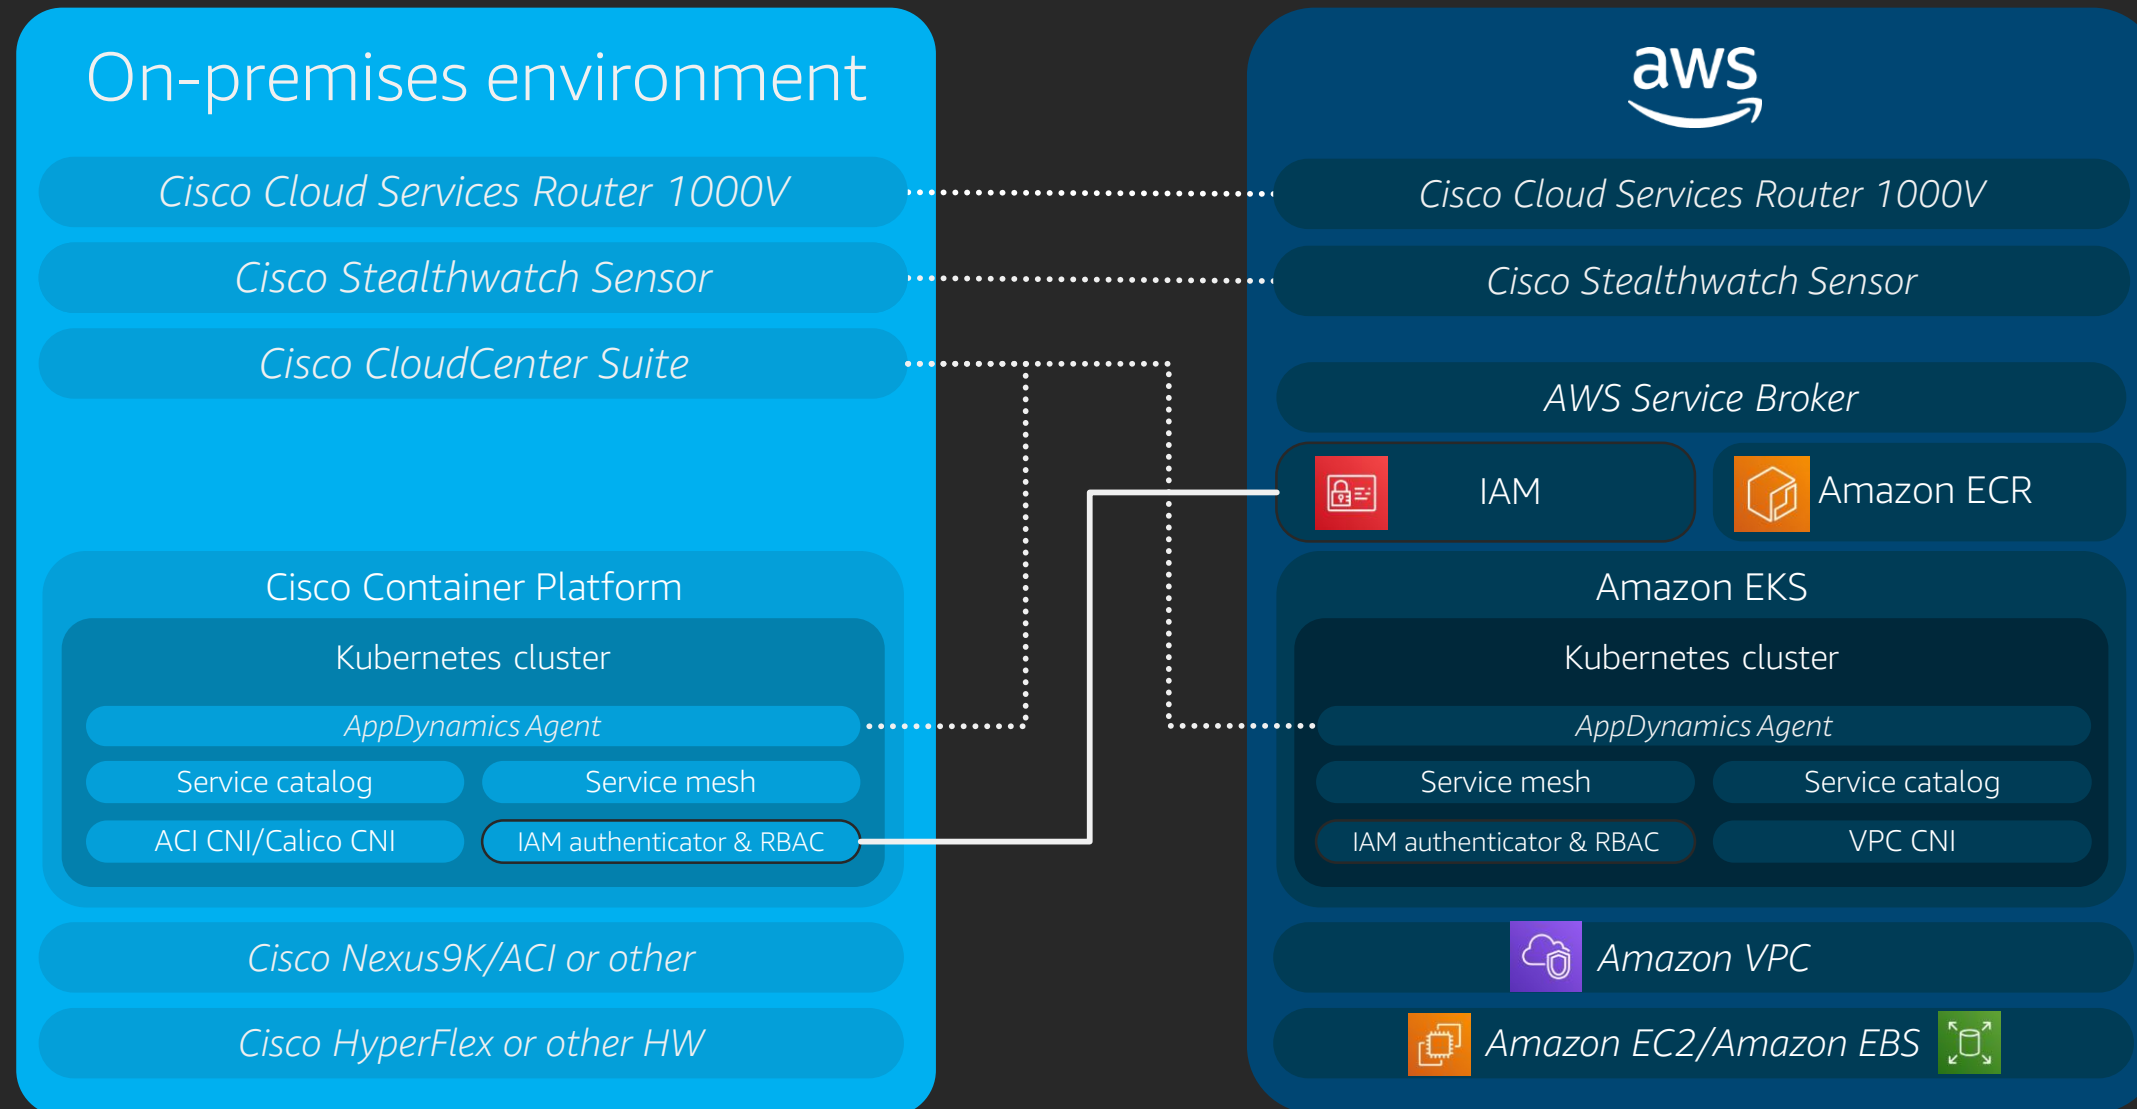 On-premises environment
Cisco Cloud Services Router 1000V
Cisco Stealthwatch Sensor
Cisco CloudCenter Suite
Cisco Container Platform
Kubernetes cluster
AppDynamics Agent
Service catalog
Service mesh
ACI CNI/Calico CNI
IAM authenticator & RBAC
Cisco Nexus9K/ACI or other
Cisco HyperFlex or other HW
aws
Cisco Cloud Services Router 1000V
Cisco Stealthwatch Sensor
AWS Service Broker
IAM
Amazon ECR
Amazon EKS
Kubernetes cluster
AppDynamics Agent
Service mesh
Service catalog
IAM authenticator & RBAC
VPC CNI
Amazon VPC
Amazon EC2/Amazon EBS